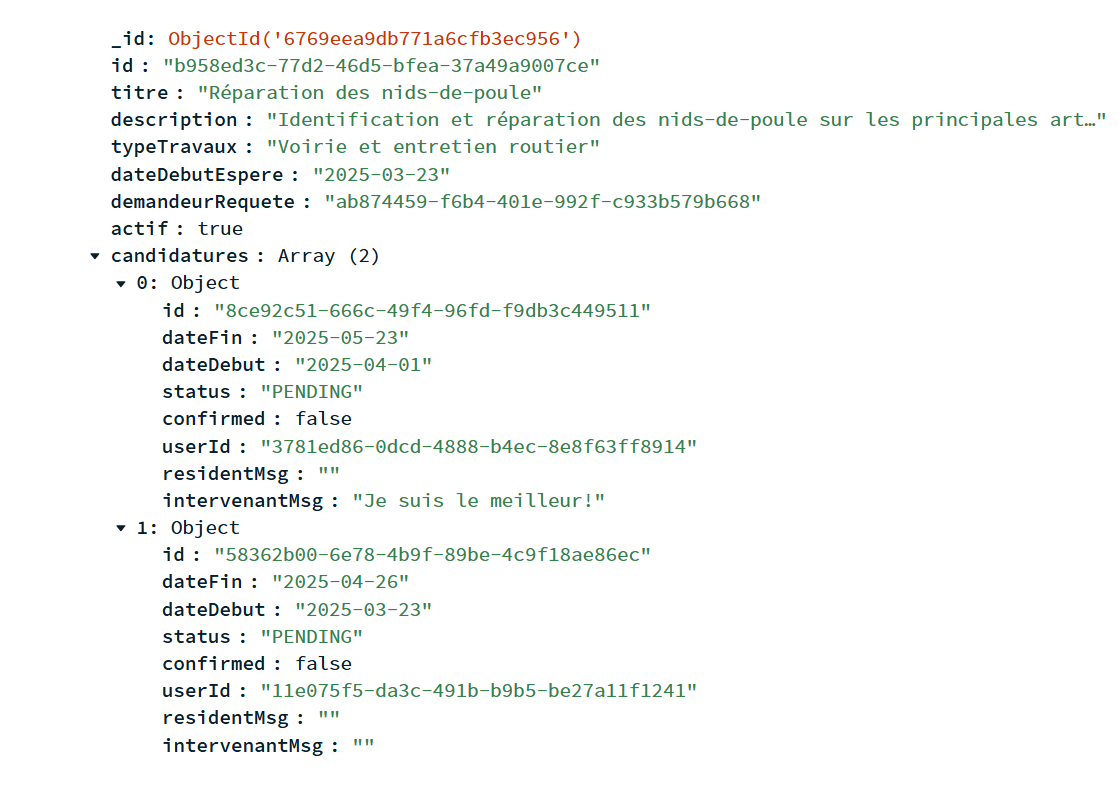 _id: ObjectId('6769eea9db771a6cfb3ec956')
id : "b958ed3c-77d2-46d5-bfea-37a49a9007ce"
titre : "Réparation des nids-de-poule"
description : "Identification et réparation des nids-de-poule sur les principales art…"
typeTravaux : "Voirie et entretien routier"
dateDebutEspere : "2025-03-23"
demandeurRequete : "ab874459-f6b4-401e-992f-c933b579b668"
actif : true
candidatures : Array (2)
0: Object
id : "8ce92c51-666c-49f4-96fd-f9db3c449511"
dateFin : "2025-05-23"
dateDebut : "2025-04-01"
status : "PENDING"
confirmed : false
userId : "3781ed86-0dcd-4888-b4ec-8e8f63ff8914"
residentMsg : ""
intervenantMsg : "Je suis le meilleur!"
1: Object
id : "58362b00-6e78-4b9f-89be-4c9f18ae86ec"
dateFin : "2025-04-26"
dateDebut : "2025-03-23"
status : "PENDING"
confirmed : false
userId : "11e075f5-da3c-491b-b9b5-be27a11f1241"
residentMsg : ""
intervenantMsg : ""